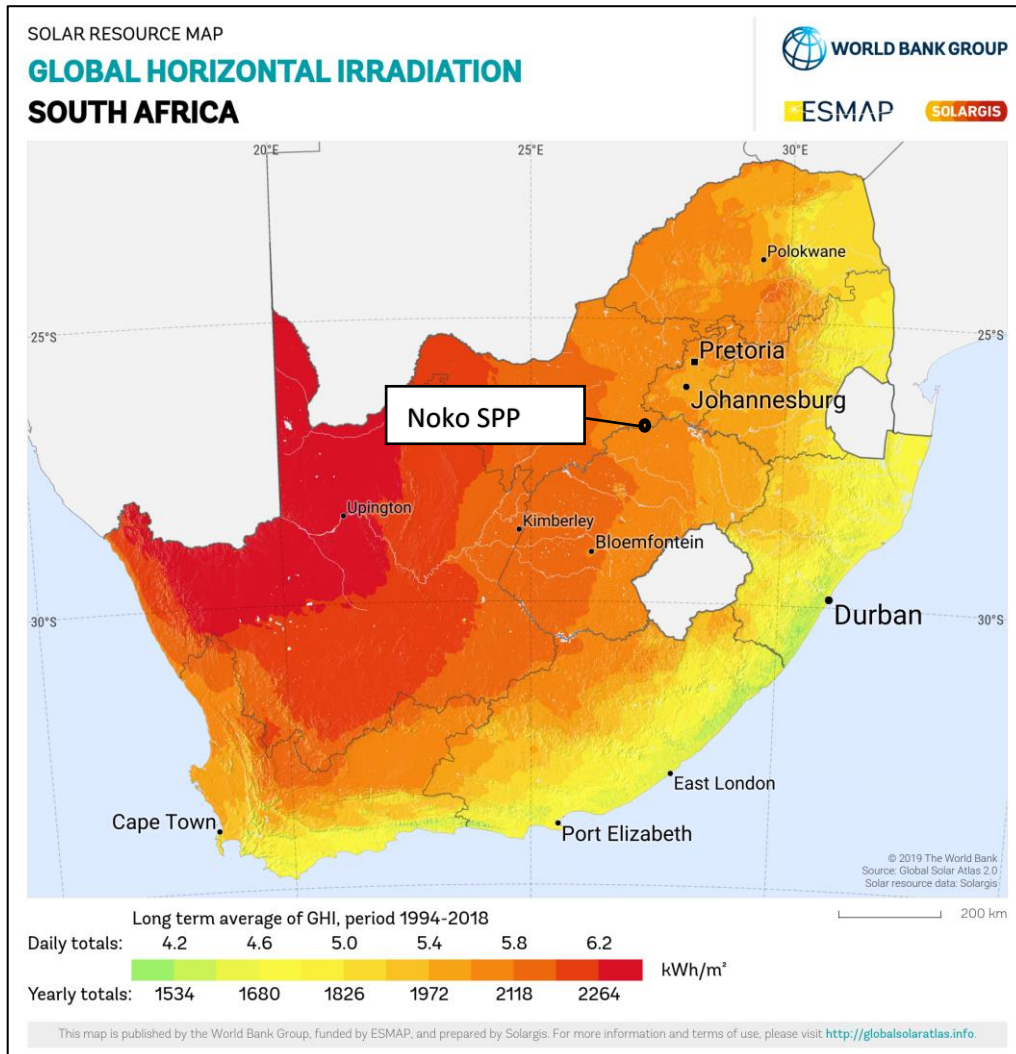 SOLAR RESOURCE MAP
GLOBAL HORIZONTAL IRRADIATION
SOUTH AFRICA
WORLD BANK GROUP
ESMAP
SOLARGIS
20°E
25°E
30°E
Polokwane
25°S
25°S
Pretoria
Johannesburg
Noko SPP
Upington
Kimberley
Bloemfontein
Durban
30°S
30°S
East London
Cape Town
Port Elizabeth
© 2019 The World Bank
Source: Global Solar Atlas 2.0
Solar resource data: Solargis
200 km
Long term average of GHI, period 1994-2018
Daily totals: 4.2 4.6 5.0 5.4 5.8 6.2
kWh/m²
Yearly totals: 1534 1680 1826 1972 2118 2264
This map is published by the World Bank Group, funded by ESMAP, and prepared by Solargis. For more information and terms of use, please visit http://globalsolaratlas.info.